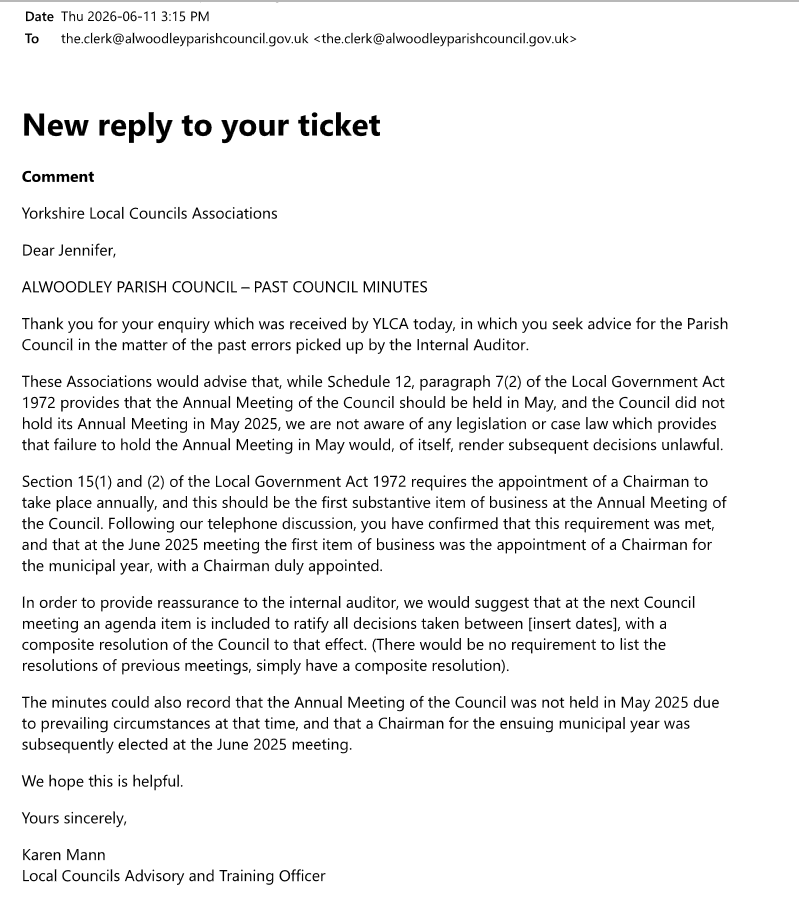 Date Thu 2026-06-11 3:15 PM
To the.clerk@alwoodleyparishcouncil.gov.uk <the.clerk@alwoodleyparishcouncil.gov.uk>
New reply to your ticket
Comment
Yorkshire Local Councils Associations
Dear Jennifer,
ALWOODLEY PARISH COUNCIL – PAST COUNCIL MINUTES
Thank you for your enquiry which was received by YLCA today, in which you seek advice for the Parish
Council in the matter of the past errors picked up by the Internal Auditor.
These Associations would advise that, while Schedule 12, paragraph 7(2) of the Local Government Act
1972 provides that the Annual Meeting of the Council should be held in May, and the Council did not
hold its Annual Meeting in May 2025, we are not aware of any legislation or case law which provides
that failure to hold the Annual Meeting in May would, of itself, render subsequent decisions unlawful.
Section 15(1) and (2) of the Local Government Act 1972 requires the appointment of a Chairman to
take place annually, and this should be the first substantive item of business at the Annual Meeting of
the Council. Following our telephone discussion, you have confirmed that this requirement was met,
and that at the June 2025 meeting the first item of business was the appointment of a Chairman for
the municipal year, with a Chairman duly appointed.
In order to provide reassurance to the internal auditor, we would suggest that at the next Council
meeting an agenda item is included to ratify all decisions taken between [insert dates], with a
composite resolution of the Council to that effect. (There would be no requirement to list the
resolutions of previous meetings, simply have a composite resolution).
The minutes could also record that the Annual Meeting of the Council was not held in May 2025 due
to prevailing circumstances at that time, and that a Chairman for the ensuing municipal year was
subsequently elected at the June 2025 meeting.
We hope this is helpful.
Yours sincerely,
Karen Mann
Local Councils Advisory and Training Officer